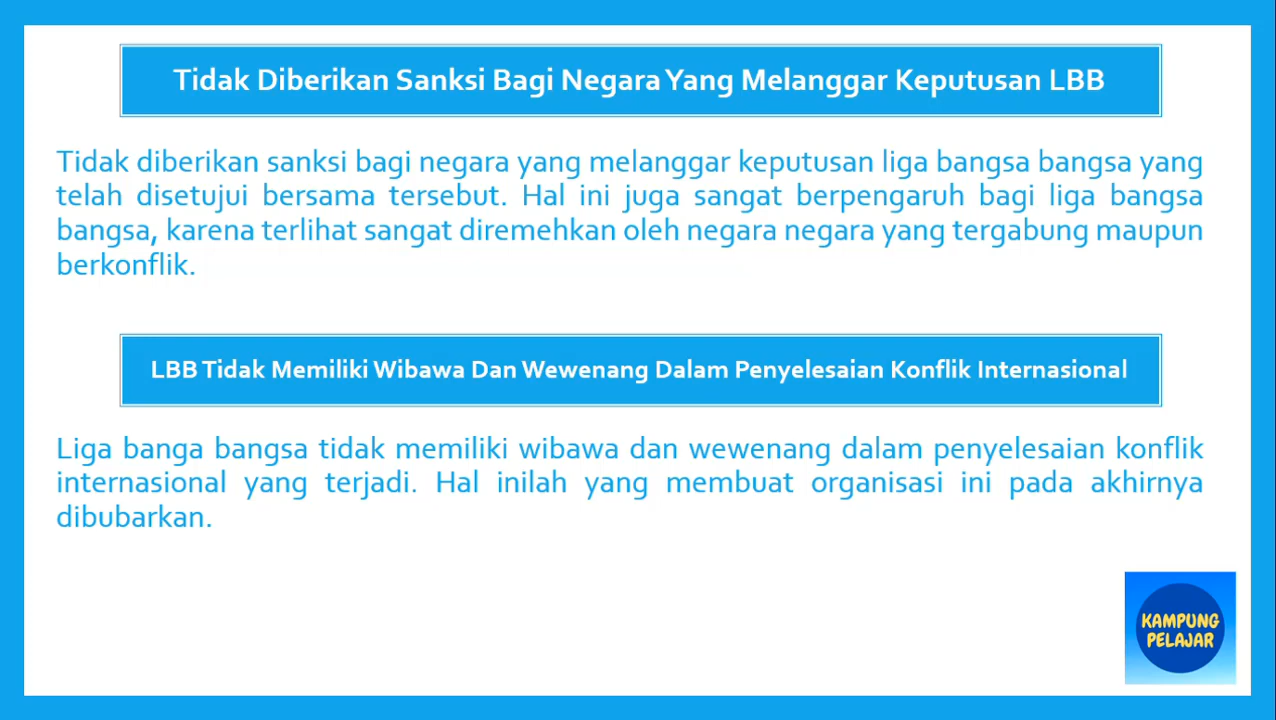 Tidak Diberikan Sanksi Bagi Negara Yang Melanggar Keputusan LBB
Tidak diberikan sanksi bagi negara yang melanggar keputusan liga bangsa bangsa yang
telah disetujui bersama tersebut. Hal ini juga sangat berpengaruh bagi liga bangsa
bangsa, karena terlihat sangat diremehkan oleh negara negara yang tergabung maupun
berkonflik.
LBB Tidak Memiliki Wibawa Dan Wewenang Dalam Penyelesaian Konflik Internasional
Liga banga bangsa tidak memiliki wibawa dan wewenang dalam penyelesaian konflik
internasional yang terjadi. Hal inilah yang membuat organisasi ini pada akhirnya
dibubarkan.
KAMPUNG
PELAJAR